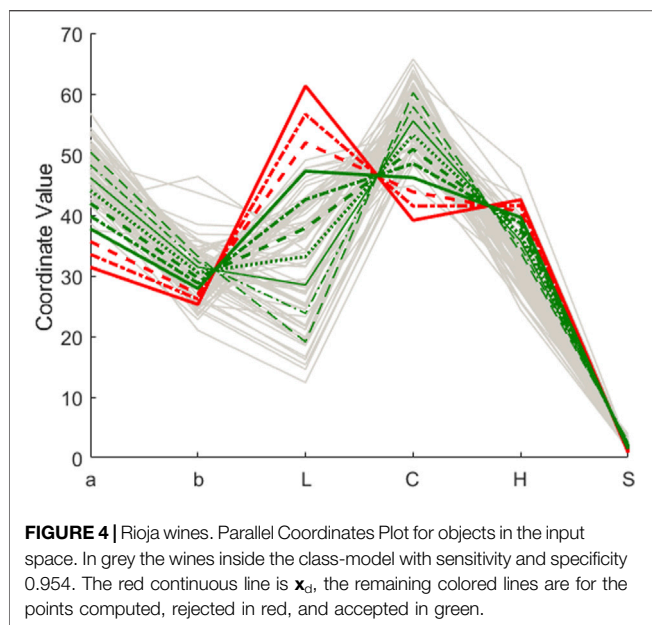 70
60
50
40
30
20
10
0
Coordinate Value
a b L C H S
FIGURE 4 | Rioja wines. Parallel Coordinates Plot for objects in the input
space. In grey the wines inside the class-model with sensitivity and specificity
0.954. The red continuous line is xd, the remaining colored lines are for the
points computed, rejected in red, and accepted in green.